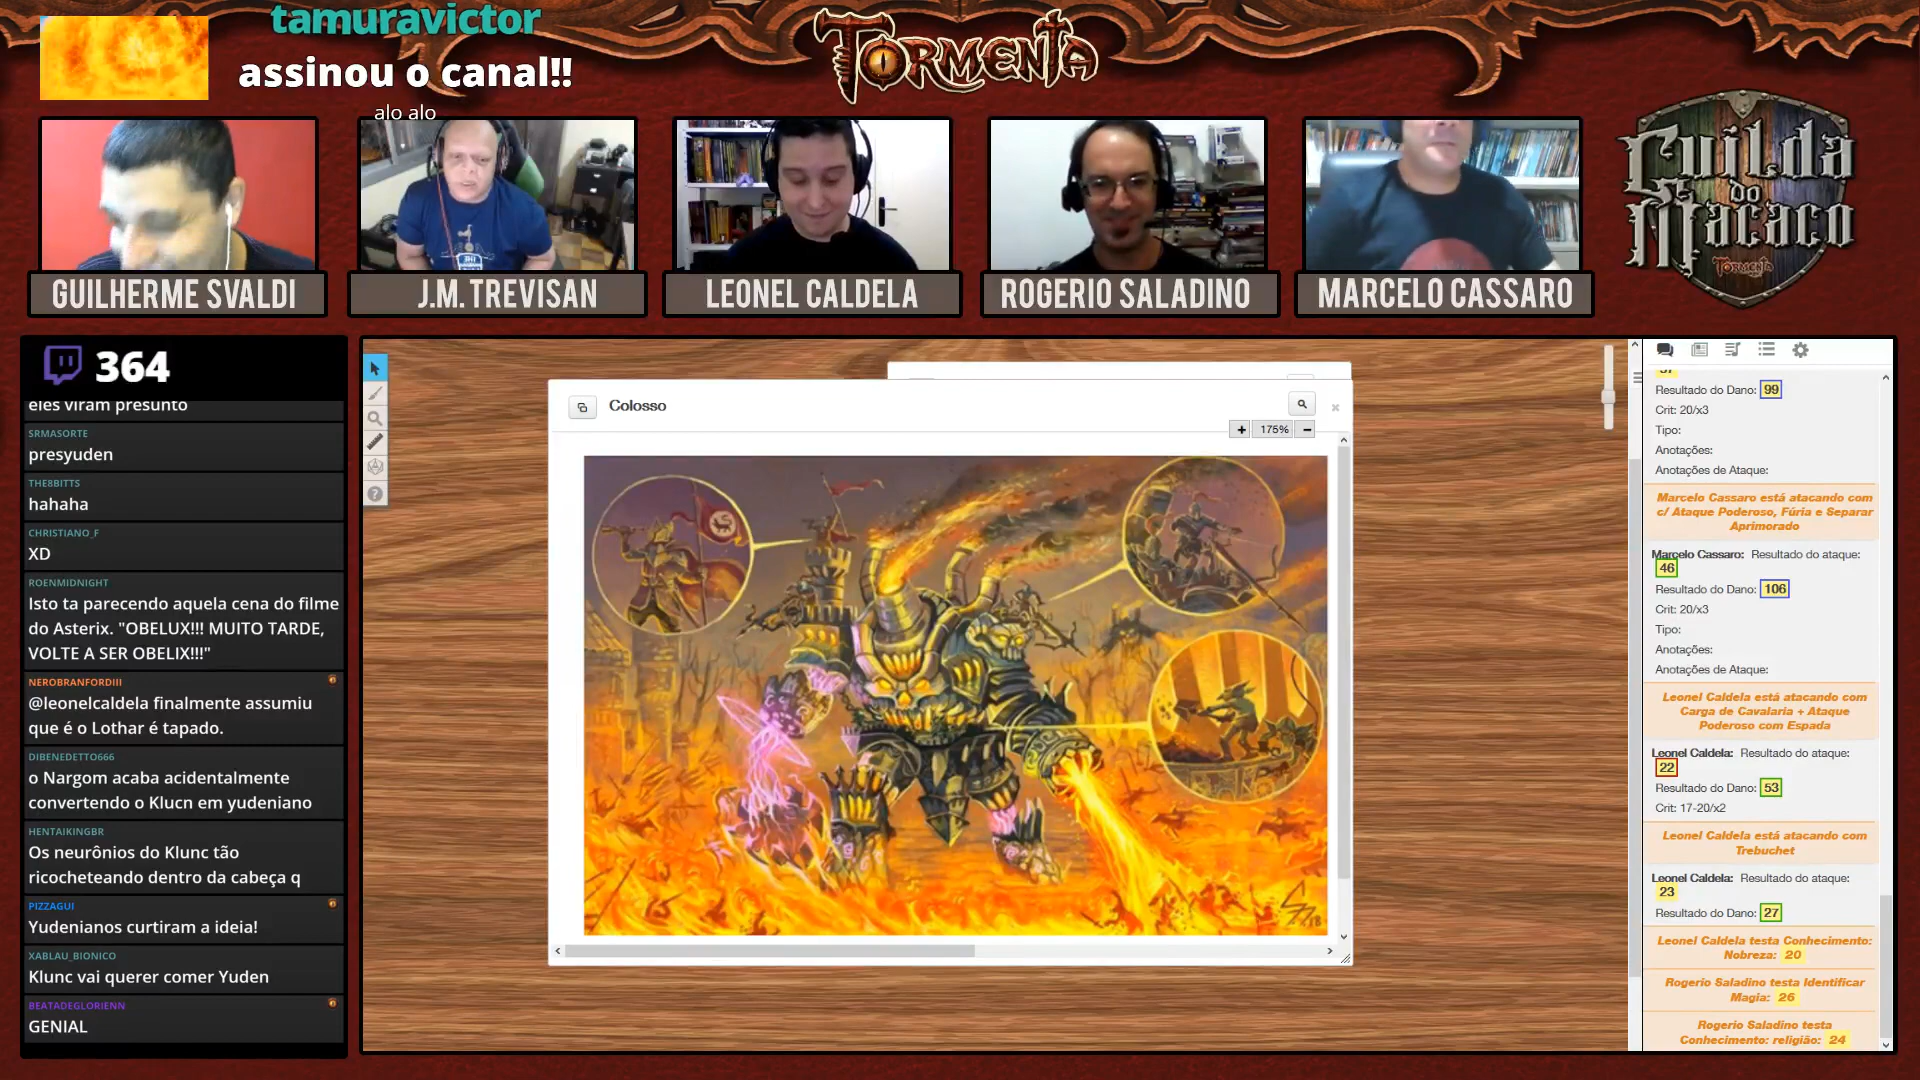 tamuravictor
assinou o canal!!
alo alo
TORMENTA
Guilda
do
Macaco
TORMENTA
GUILHERME SVALDI
J.M. TREVISAN
LEONEL CALDELA
ROGERIO SALADINO
MARCELO CASSARO
364
eles viram presunto
SRMASORTE
presyuden
THE8BITTS
hahaha
CHRISTIANO_F
XD
ROENMIDNIGHT
Isto ta parecendo aquela cena do filme
do Asterix. "OBELUX!!! MUITO TARDE,
VOLTE A SER OBELIX!!!"
NEROBRANFORDIII
@leonelcaldela finalmente assumiu
que é o Lothar é tapado.
DIBENEDETTO666
o Nargom acaba acidentalmente
convertendo o Klucn em yudeniano
HENTAIKINGBR
Os neurônios do Klunc tão
ricocheteando dentro da cabeça q
PIZZAGUI
Yudenianos curtiram a ideia!
XABLAU_BIONICO
Klunc vai querer comer Yuden
BEATADEGLORIENN
GENIAL
Colosso
+ 175% −
Resultado do Dano: 99
Crit: 20/x3
Tipo:
Anotações:
Anotações de Ataque:
Marcelo Cassaro está atacando com
c/ Ataque Poderoso, Fúria e Separar
Aprimorado
Marcelo Cassaro: Resultado do ataque:
46
Resultado do Dano: 106
Crit: 20/x3
Tipo:
Anotações:
Anotações de Ataque:
Leonel Caldela está atacando com
Carga de Cavalaria + Ataque
Poderoso com Espada
Leonel Caldela: Resultado do ataque:
22
Resultado do Dano: 53
Crit: 17-20/x2
Leonel Caldela está atacando com
Trebuchet
Leonel Caldela: Resultado do ataque:
23
Resultado do Dano: 27
Leonel Caldela testa Conhecimento:
Nobreza: 20
Rogerio Saladino testa Identificar
Magia: 26
Rogerio Saladino testa
Conhecimento: religião: 24